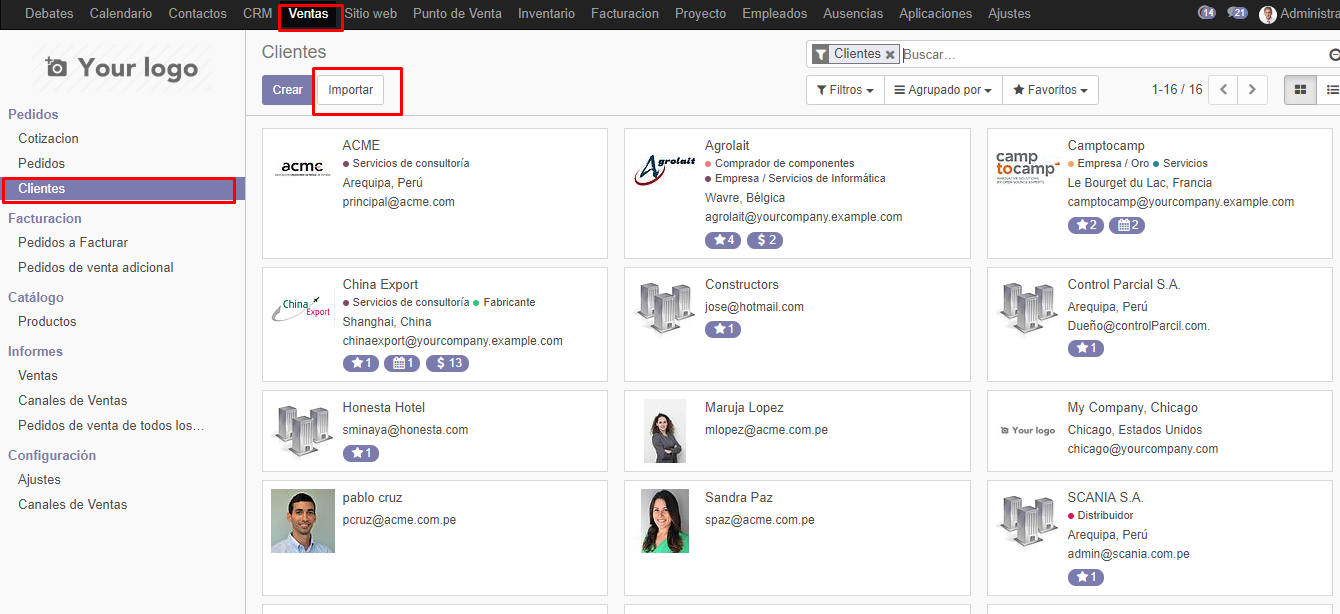 Debates Calendario Contactos CRM Ventas Sitio web Punto de Venta Inventario Facturacion Proyecto Empleados Ausencias Aplicaciones Ajustes 14 21 Administra
Your logo
Pedidos
Cotizacion
Pedidos
Clientes
Facturacion
Pedidos a Facturar
Pedidos de venta adicional
Catálogo
Productos
Informes
Ventas
Canales de Ventas
Pedidos de venta de todos los…
Configuración
Ajustes
Canales de Ventas
Clientes
Clientes Buscar...
Crear Importar
Filtros Agrupado por Favoritos 1-16 / 16
acmc
ACME
Servicios de consultoría
Arequipa, Perú
principal@acme.com
Agrolait
Agrolait
Comprador de componentes
Empresa / Servicios de Informática
Wavre, Bélgica
agrolait@yourcompany.example.com
4 $ 2
camp
tocamp
INNOVATIVE SOLUTIONS
BY OPEN SOURCE EXPERTS
Camptocamp
Empresa / Oro Servicios
Le Bourget du Lac, Francia
camptocamp@yourcompany.example.com
2 2
China
Export
China Export
Servicios de consultoría Fabricante
Shanghai, China
chinaexport@yourcompany.example.com
1 1 $ 13
Constructors
jose@hotmail.com
1
Control Parcial S.A.
Arequipa, Perú
Dueño@controlParcil.com.
1
Honesta Hotel
sminaya@honesta.com
1
Maruja Lopez
mlopez@acme.com.pe
Your logo
My Company, Chicago
Chicago, Estados Unidos
chicago@yourcompany.com
pablo cruz
pcruz@acme.com.pe
Sandra Paz
spaz@acme.com.pe
SCANIA S.A.
Distribuidor
Arequipa, Perú
admin@scania.com.pe
1